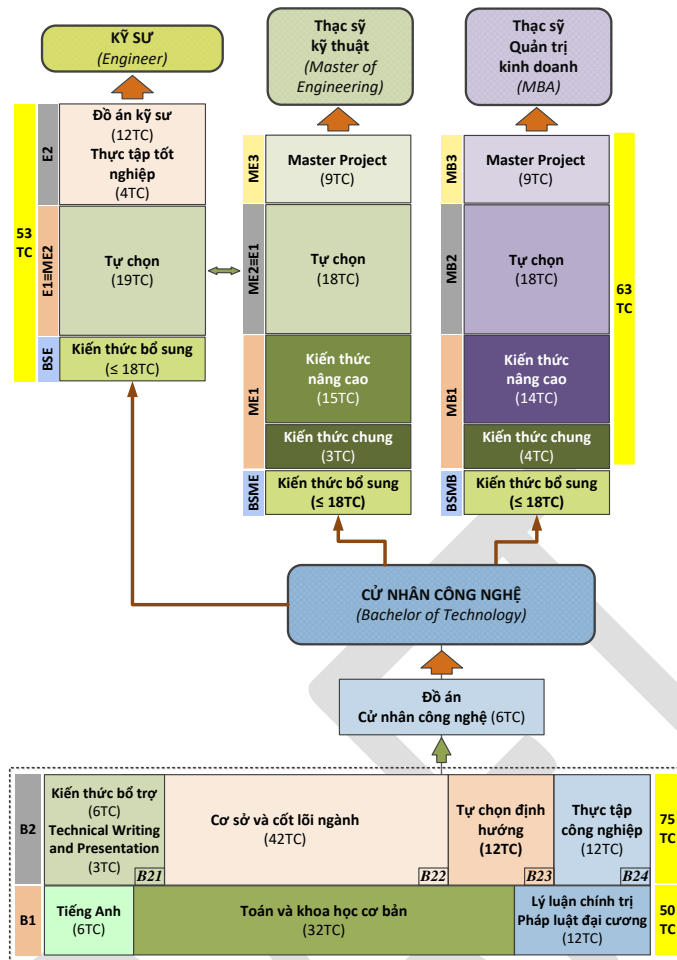 KỸ SƯ
(Engineer)
Thạc sỹ
kỹ thuật
(Master of
Engineering)
Thạc sỹ
Quản trị
kinh doanh
(MBA)
53
TC
E2
Đồ án kỹ sư
(12TC)
Thực tập tốt
nghiệp
(4TC)
E1≡ME2
Tự chọn
(19TC)
BSE
Kiến thức bổ sung
(≤ 18TC)
ME3
Master Project
(9TC)
ME2≡E1
Tự chọn
(18TC)
ME1
Kiến thức
nâng cao
(15TC)
Kiến thức chung
(3TC)
BSME
Kiến thức bổ sung
(≤ 18TC)
MB3
Master Project
(9TC)
MB2
Tự chọn
(18TC)
MB1
Kiến thức
nâng cao
(14TC)
Kiến thức chung
(4TC)
BSMB
Kiến thức bổ sung
(≤ 18TC)
63
TC
CỬ NHÂN CÔNG NGHỆ
(Bachelor of Technology)
Đồ án
Cử nhân công nghệ (6TC)
B2
Kiến thức bổ trợ
(6TC)
Technical Writing
and Presentation
(3TC)
B21
Cơ sở và cốt lõi ngành
(42TC)
B22
Tự chọn định
hướng
(12TC)
B23
Thực tập
công nghiệp
(12TC)
B24
75
TC
B1
Tiếng Anh
(6TC)
Toán và khoa học cơ bản
(32TC)
Lý luận chính trị
Pháp luật đại cương
(12TC)
50
TC